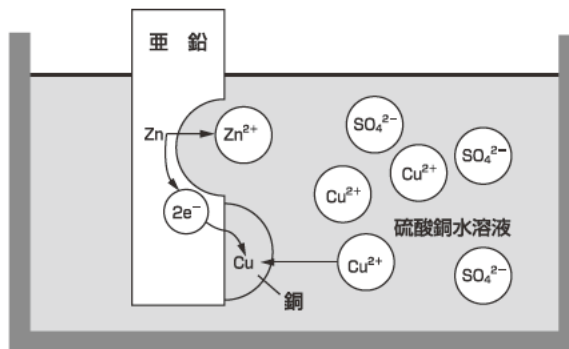 亜 鉛
Zn
Zn²⁺
SO₄²⁻
SO₄²⁻
Cu²⁺
Cu²⁺
2e⁻
硫酸銅水溶液
Cu
Cu²⁺
SO₄²⁻
銅